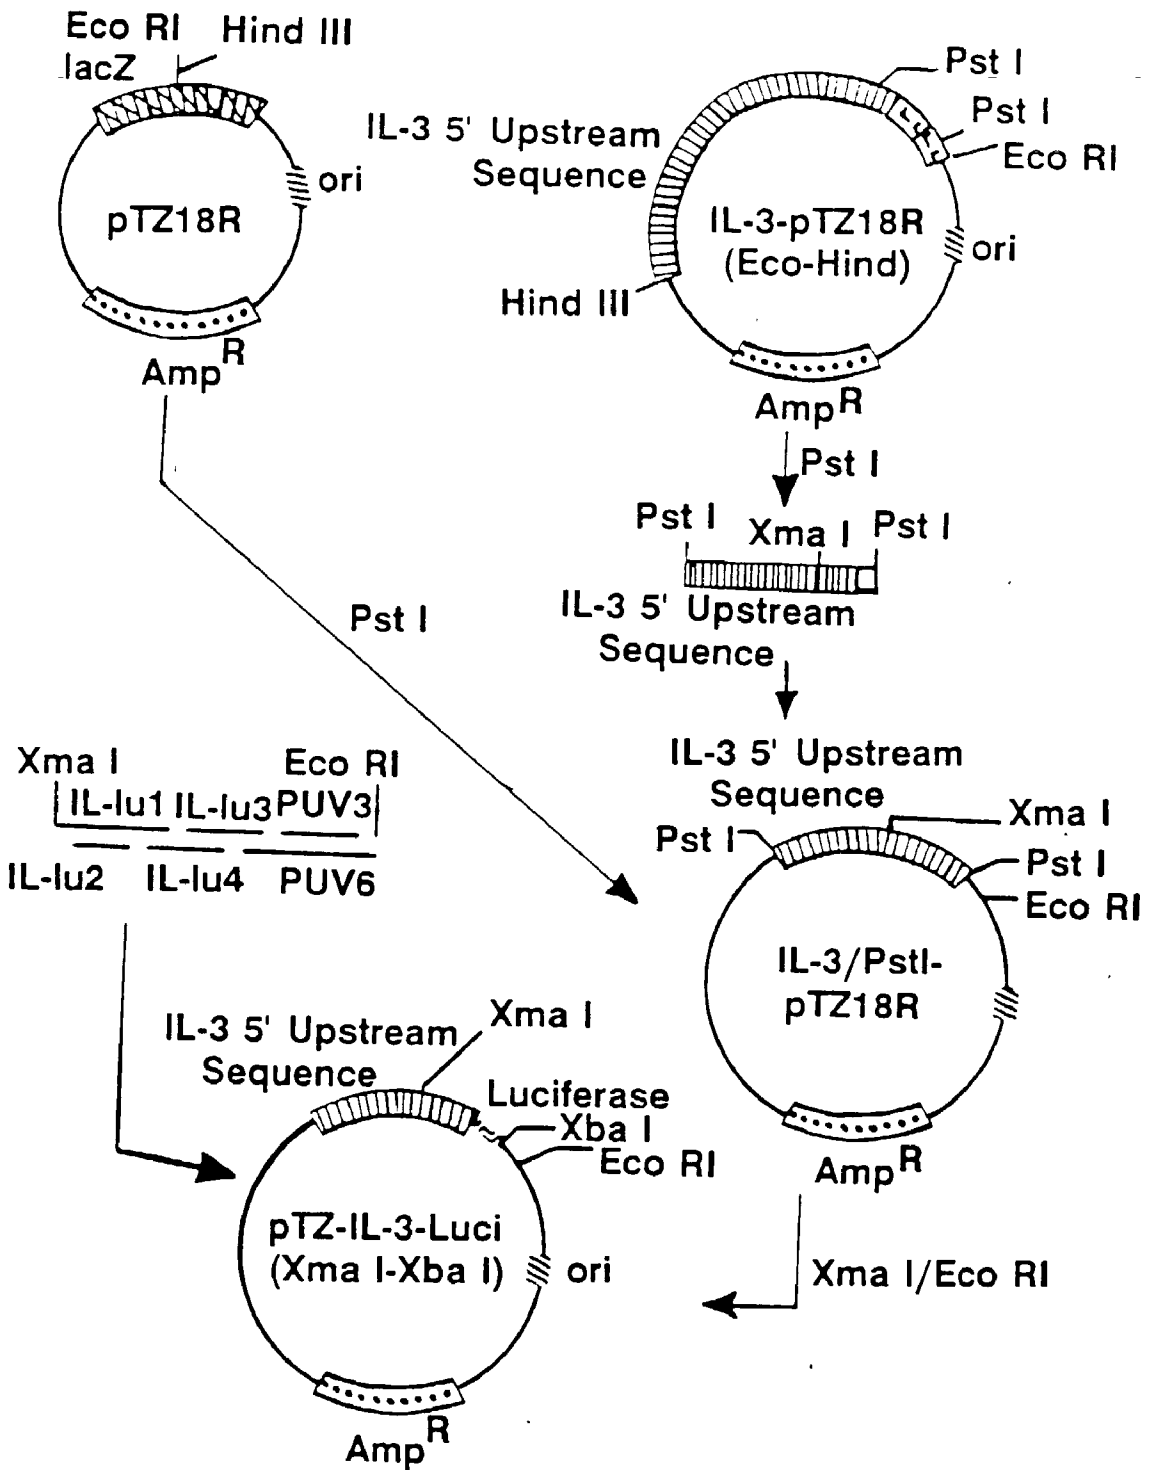 Eco RI
Hind III
lacZ
ori
pTZ18R
Amp R
Pst I
Pst I
Eco RI
IL-3 5' Upstream
Sequence
IL-3-pTZ18R
(Eco-Hind)
ori
Hind III
Amp R
Pst I
Pst I
Xma I
Pst I
IL-3 5' Upstream
Sequence
Pst I
Xma I
Eco RI
IL-lu1 IL-lu3 PUV3
IL-lu2 IL-lu4 PUV6
IL-3 5' Upstream
Sequence
Xma I
Pst I
Pst I
Eco RI
IL-3/PstI-
pTZ18R
Amp R
Xma I/Eco RI
IL-3 5' Upstream
Sequence
Xma I
Luciferase
Xba I
Eco RI
pTZ-IL-3-Luci
(Xma I-Xba I)
ori
Amp R